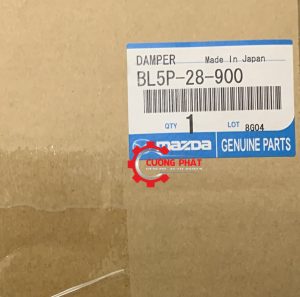 DAMPER Made In Japan
BL5P-28-900
QTY 1 LOT 8G04
mazda GENUINE PARTS
CUONG PHAT